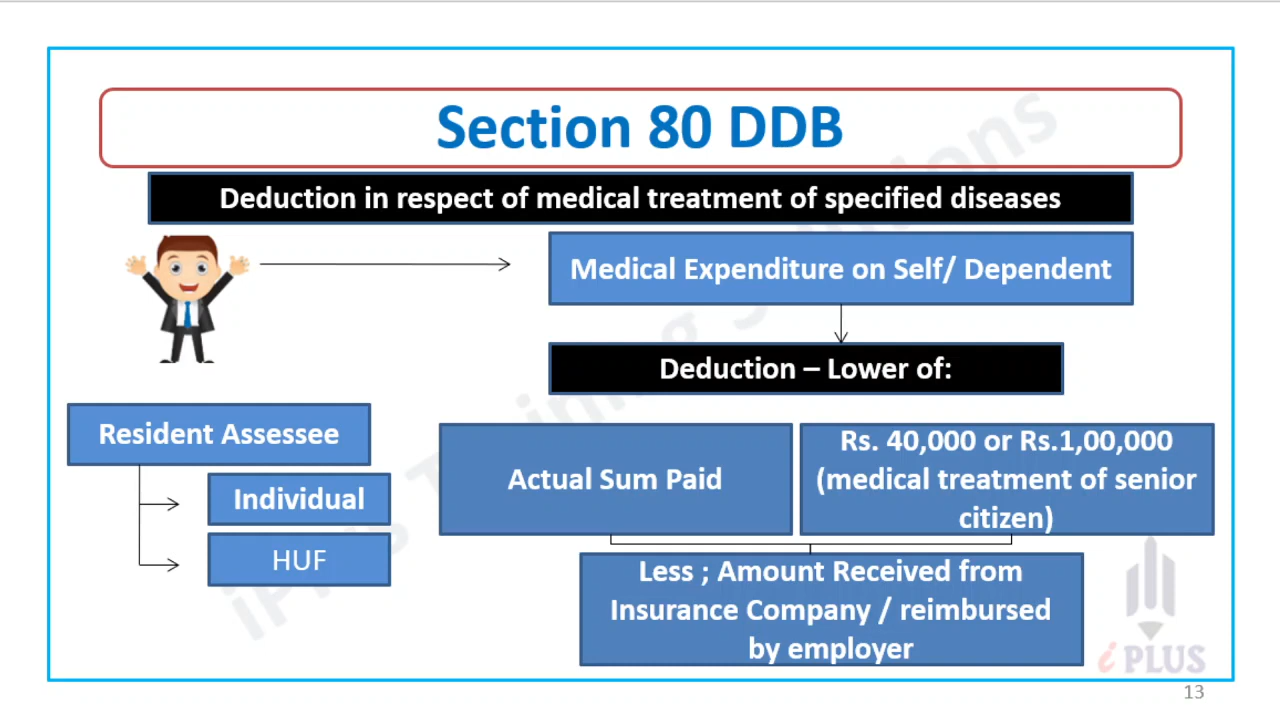 Section 80 DDB
Deduction in respect of medical treatment of specified diseases
Medical Expenditure on Self/ Dependent
Deduction – Lower of:
Resident Assessee
Individual
HUF
Actual Sum Paid
Rs. 40,000 or Rs.1,00,000
(medical treatment of senior
citizen)
Less ; Amount Received from
Insurance Company / reimbursed
by employer
i PLUS
13